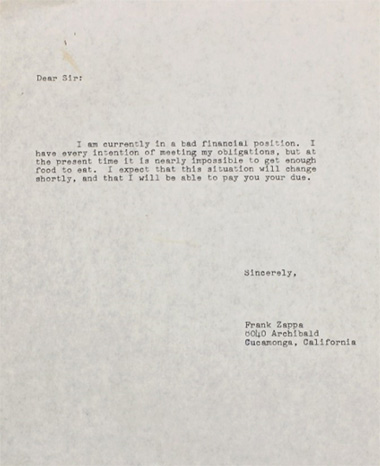 Dear Sir:
I am currently in a bad financial position. I
have every intention of meeting my obligations, but at
the present time it is nearly impossible to get enough
food to eat. I expect that this situation will change
shortly, and that I will be able to pay you your due.
Sincerely,
Frank Zappa
8040 Archibald
Cucamonga, California